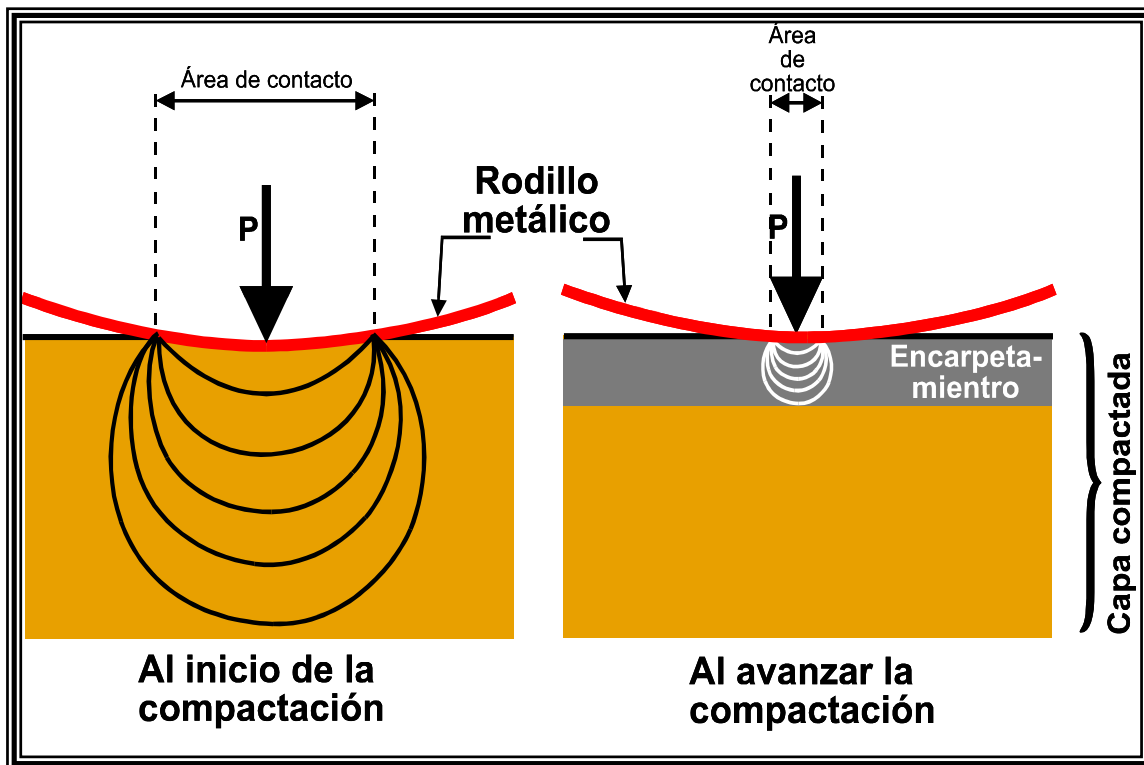 Área de contacto
P
Rodillo
metálico
Área
de
contacto
P
Encarpeta-
mientro
Capa compactada
Al inicio de la
compactación
Al avanzar la
compactación